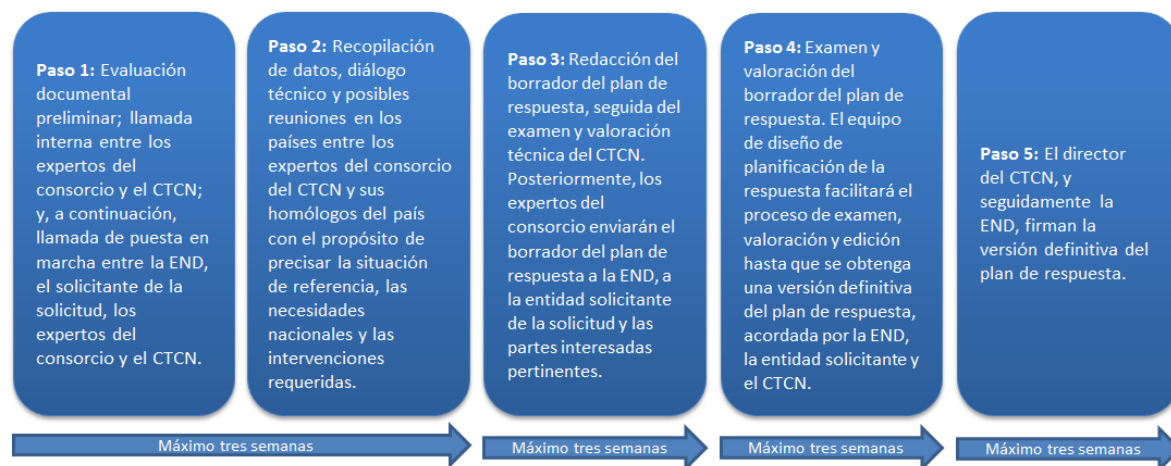 Paso 1: Evaluación
documental
preliminar; llamada
interna entre los
expertos del
consorcio y el CTCN;
y, a continuación,
llamada de puesta en
marcha entre la END,
el solicitante de la
solicitud, los
expertos del
consorcio y el CTCN.
Paso 2: Recopilación
de datos, diálogo
técnico y posibles
reuniones en los
países entre los
expertos del consorcio
del CTCN y sus
homólogos del país
con el propósito de
precisar la situación
de referencia, las
necesidades
nacionales y las
intervenciones
requeridas.
Paso 3: Redacción del
borrador del plan de
respuesta, seguida del
examen y valoración
técnica del CTCN.
Posteriormente, los
expertos del
consorcio enviarán el
borrador del plan de
respuesta a la END, a
la entidad solicitante
de la solicitud y las
partes interesadas
pertinentes.
Paso 4: Examen y
valoración del
borrador del plan de
respuesta. El equipo
de diseño de
planificación de la
respuesta facilitará el
proceso de examen,
valoración y edición
hasta que se obtenga
una versión definitiva
del plan de respuesta,
acordada por la END,
la entidad solicitante y
el CTCN.
Paso 5: El director
del CTCN, y
seguidamente la
END, firman la
versión definitiva del
plan de respuesta.
Máximo tres semanas
Máximo tres semanas
Máximo tres semanas
Máximo tres semanas